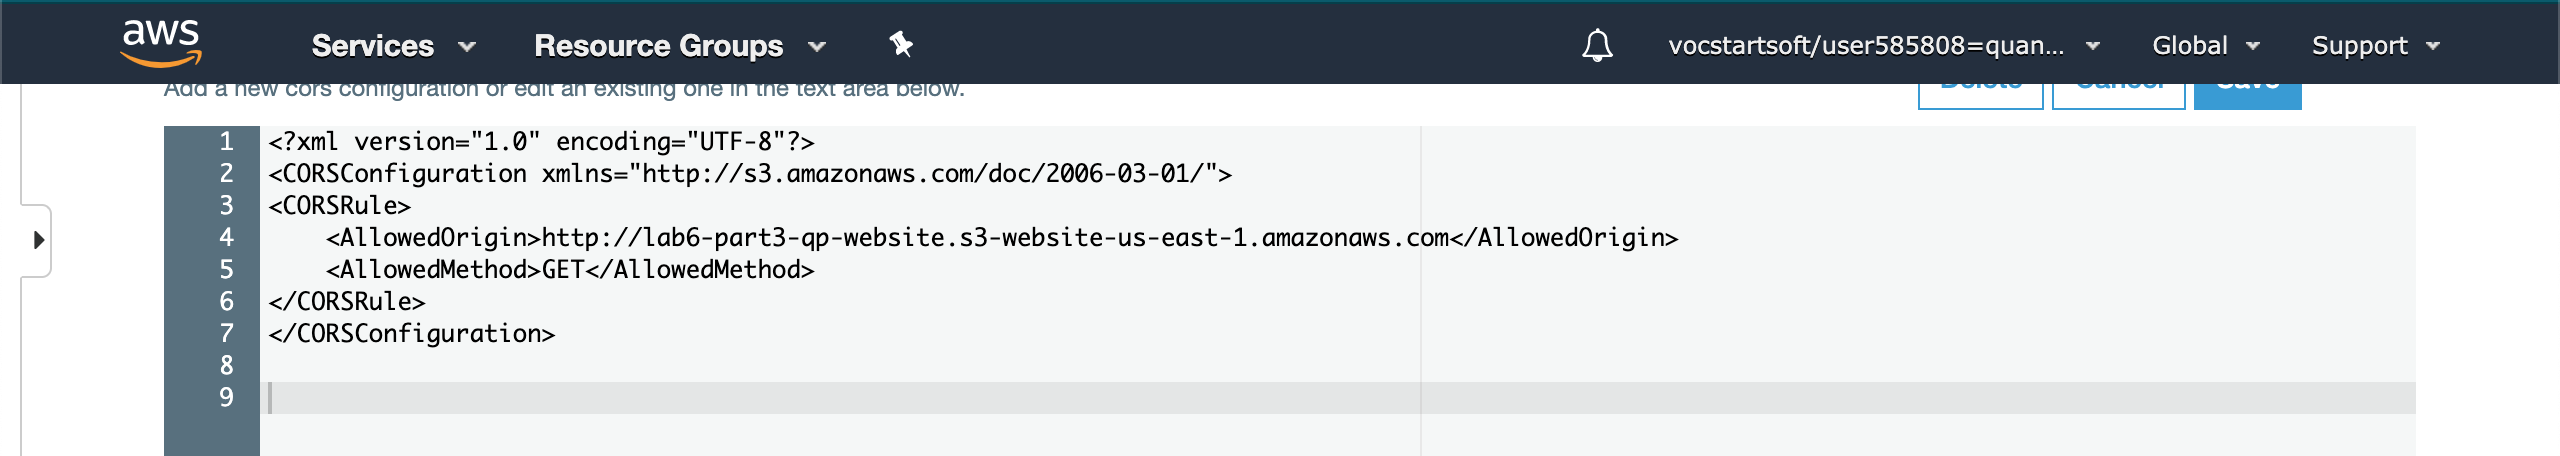 aws Services Resource Groups vocstartsoft/user585808=quan... Global Support
Add a new cors configuration or edit an existing one in the text area below. Delete Cancel Save
1 <?xml version="1.0" encoding="UTF-8"?>
2 <CORSConfiguration xmlns="http://s3.amazonaws.com/doc/2006-03-01/">
3 <CORSRule>
4     <AllowedOrigin>http://lab6-part3-qp-website.s3-website-us-east-1.amazonaws.com</AllowedOrigin>
5     <AllowedMethod>GET</AllowedMethod>
6 </CORSRule>
7 </CORSConfiguration>
8
9